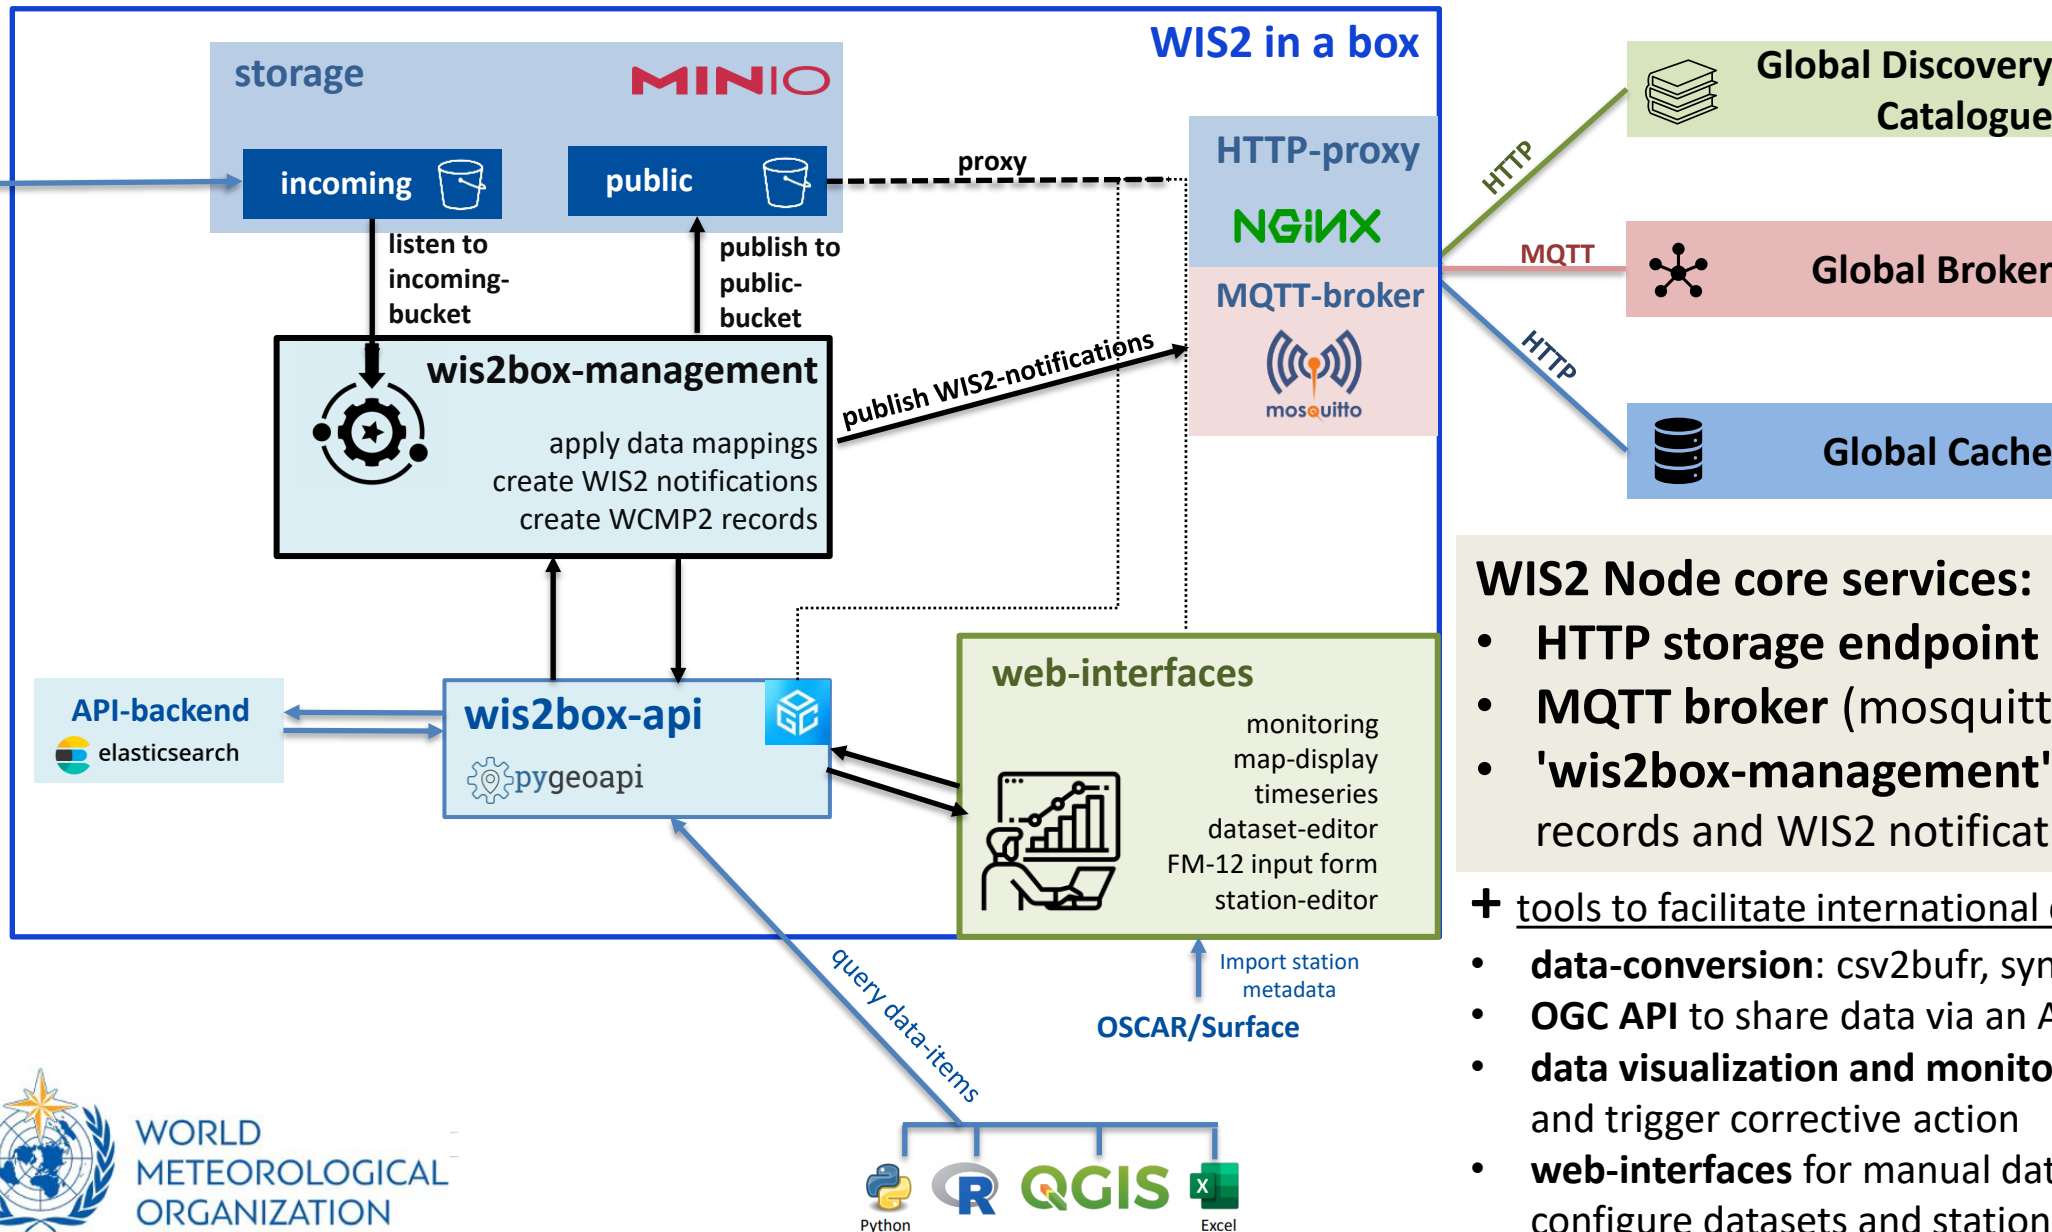 WIS2 in a box
storage
MINIO
incoming
public
proxy
listen to
incoming-
bucket
publish to
public-
bucket
HTTP-proxy
NGINX
MQTT-broker
mosquitto
wis2box-management
apply data mappings
create WIS2 notifications
create WCMP2 records
publish WIS2-notifications
API-backend
elasticsearch
wis2box-api
pygeoapi
OGC
web-interfaces
monitoring
map-display
timeseries
dataset-editor
FM-12 input form
station-editor
Import station
metadata
OSCAR/Surface
query data-items
Python
R
QGIS
X
Excel
WORLD
METEOROLOGICAL
ORGANIZATION
HTTP
MQTT
HTTP
Global Discovery
Catalogue
Global Broker
Global Cache
WIS2 Node core services:
• HTTP storage endpoint
• MQTT broker (mosquitt
• 'wis2box-management'
records and WIS2 notificat
+ tools to facilitate international
• data-conversion: csv2bufr, syn
• OGC API to share data via an A
• data visualization and monito
and trigger corrective action
• web-interfaces for manual dat
configure datasets and station